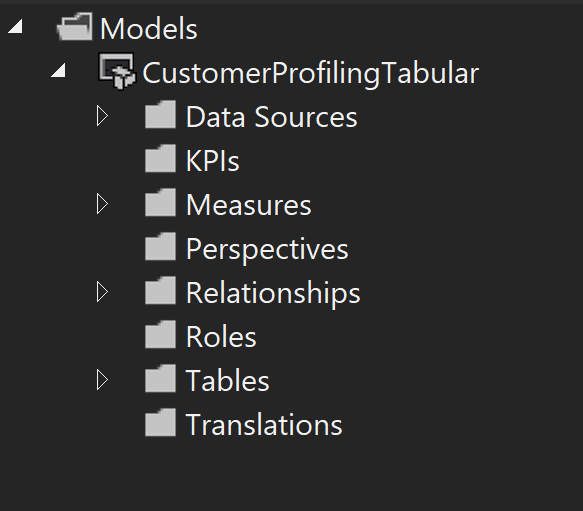 Models
CustomerProfilingTabular
Data Sources
KPIs
Measures
Perspectives
Relationships
Roles
Tables
Translations